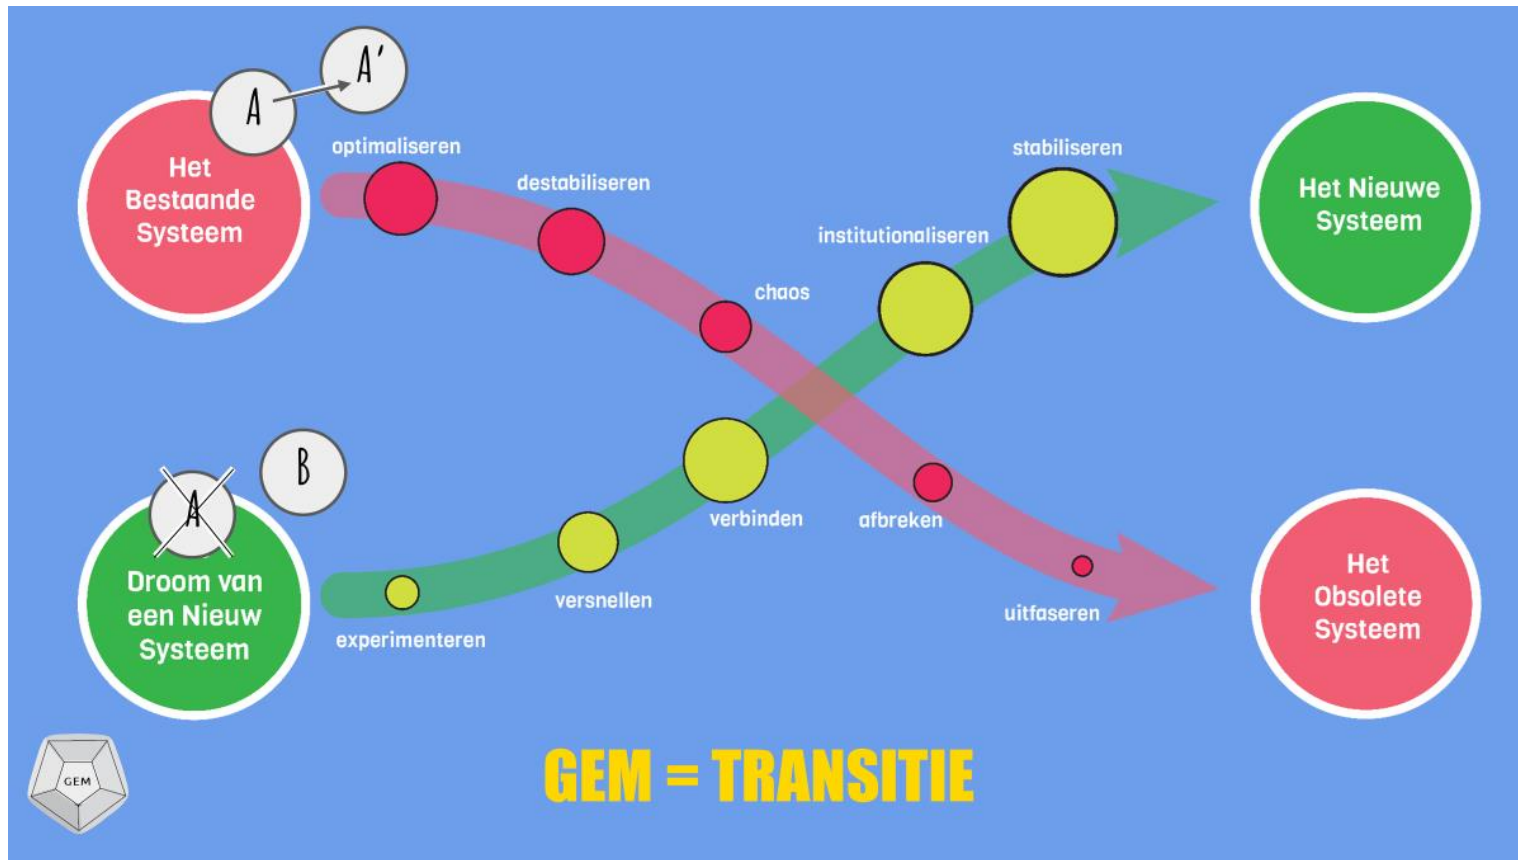 A
A'
Het
Bestaande
Systeem
optimaliseren
destabiliseren
chaos
afbreken
uitfaseren
Het
Obsolete
Systeem
A
B
Droom van
een Nieuw
Systeem
experimenteren
versnellen
verbinden
institutionaliseren
stabiliseren
Het Nieuwe
Systeem
GEM
GEM = TRANSITIE